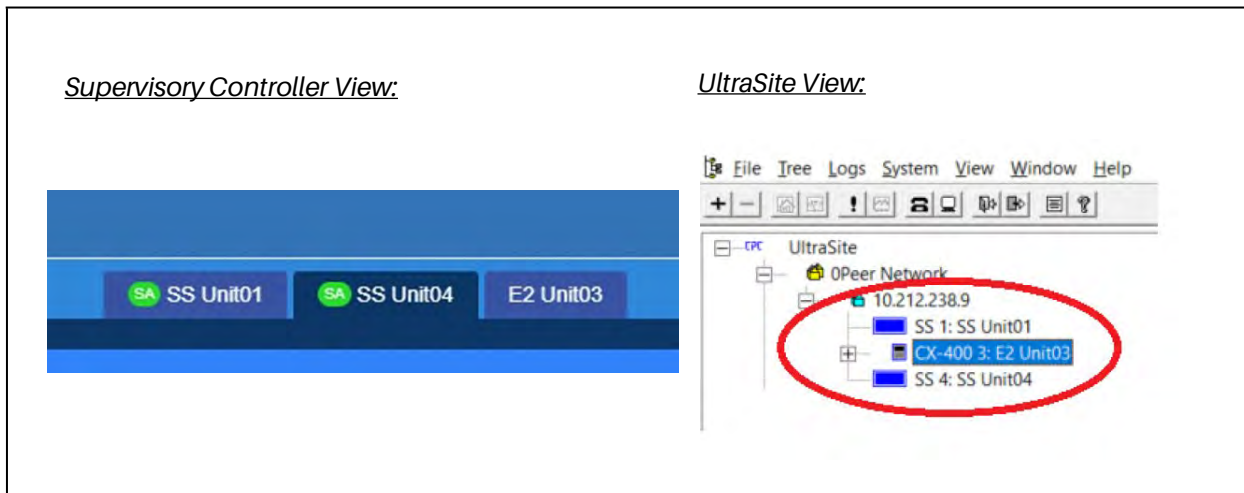 Supervisory Controller View:
SA SS Unit01
SA SS Unit04
E2 Unit03
UltraSite View:
File Tree Logs System View Window Help
CPC UltraSite
0Peer Network
10.212.238.9
SS 1: SS Unit01
CX-400 3: E2 Unit03
SS 4: SS Unit04